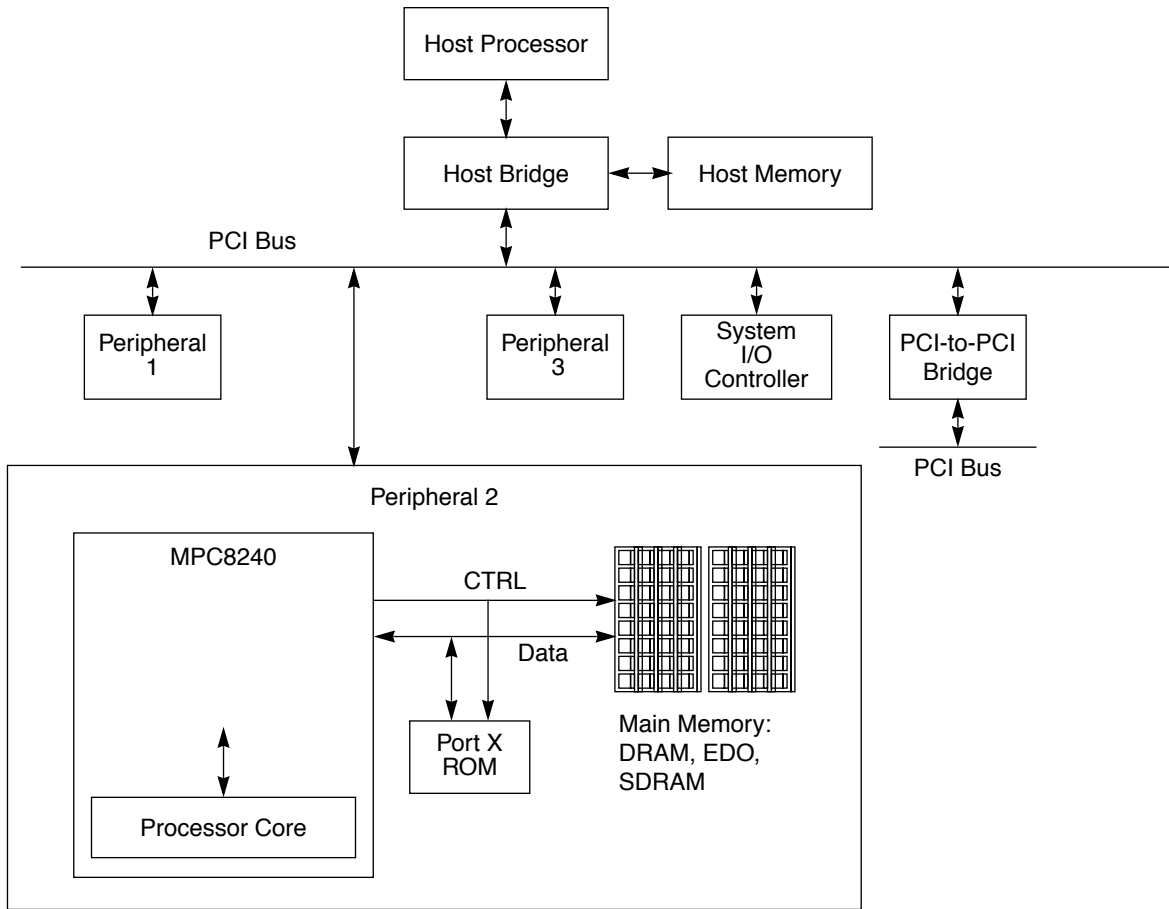 Host Processor
Host Bridge
Host Memory
PCI Bus
Peripheral
1
Peripheral
3
System
I/O
Controller
PCI-to-PCI
Bridge
PCI Bus
Peripheral 2
MPC8240
CTRL
Data
Port X
ROM
Main Memory:
DRAM, EDO,
SDRAM
Processor Core